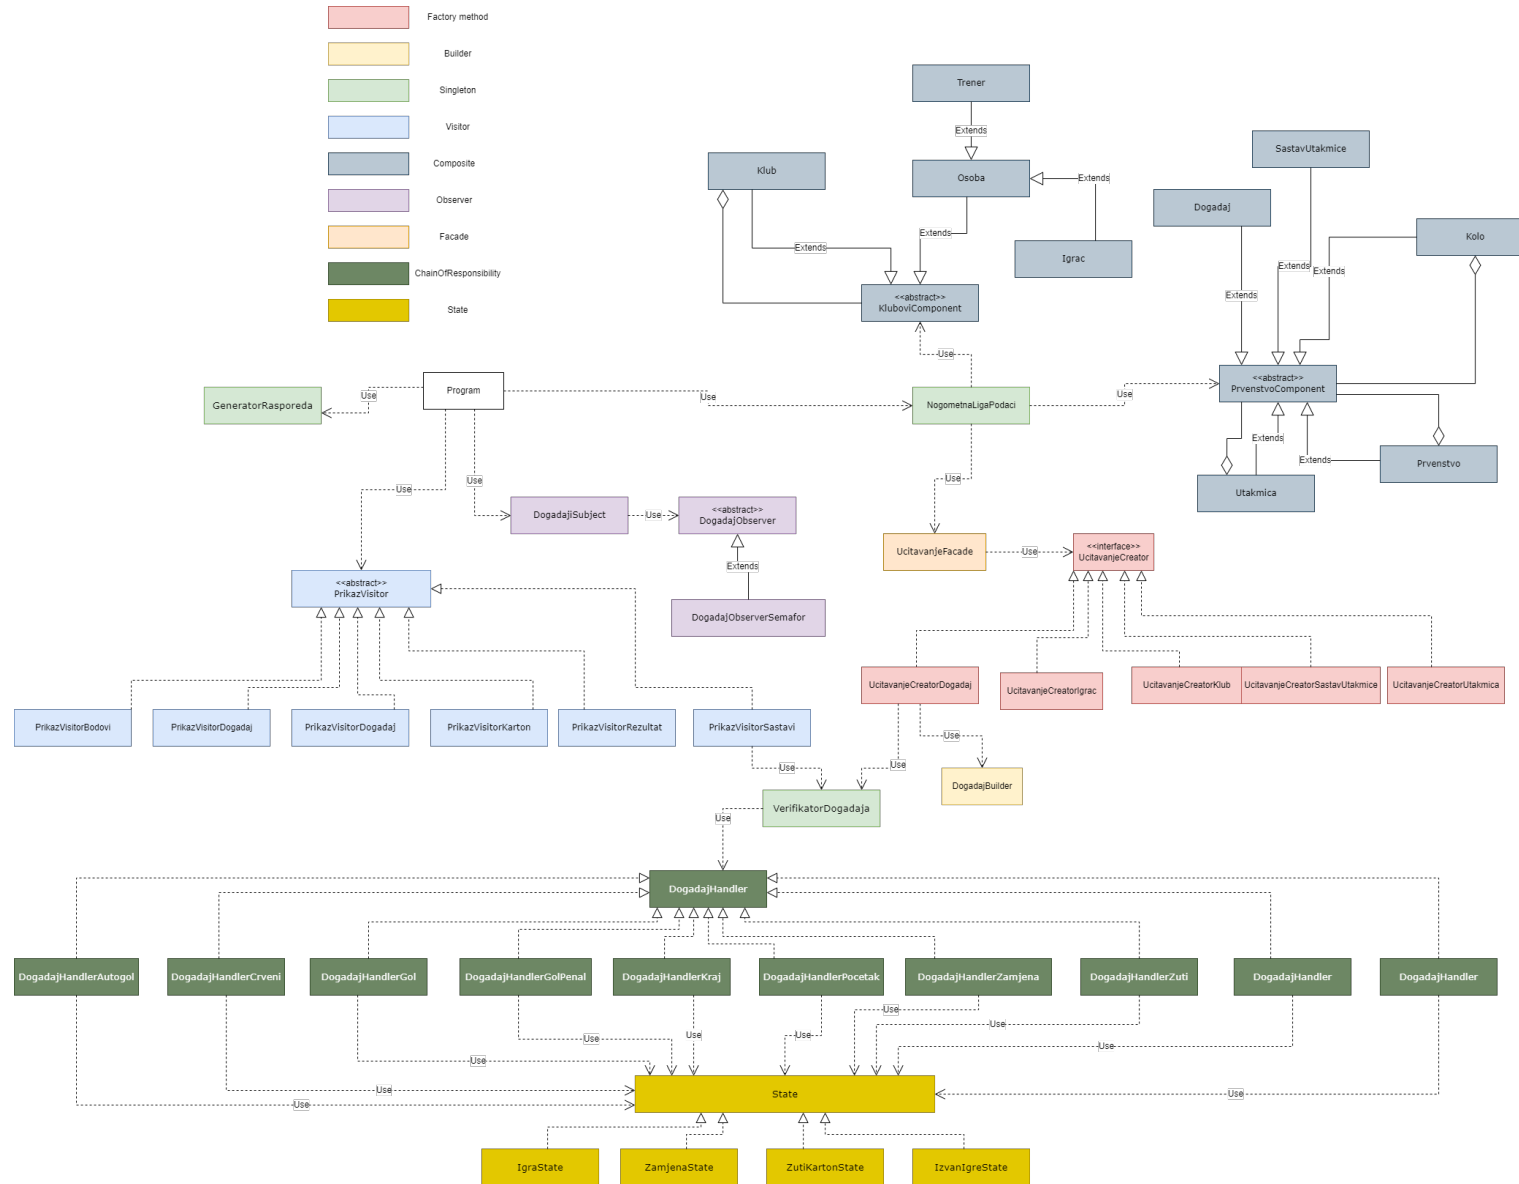 Factory method
Builder
Singleton
Visitor
Composite
Observer
Facade
ChainOfResponsibility
State
Trener
Extends
Klub
Osoba
Extends
Igrac
Extends
Extends
<<abstract>>
KluboviComponent
SastavUtakmice
Dogadaj
Kolo
Extends
Extends
Extends
<<abstract>>
PrvenstvoComponent
Extends
Extends
Prvenstvo
Utakmica
Use
GeneratorRasporeda
Use
Program
Use
NogometnaLigaPodaci
Use
Use
Use
Use
DogadajiSubject
Use
<<abstract>>
DogadajObserver
Extends
DogadajObserverSemafor
UcitavanjeFacade
Use
<<interface>>
UcitavanjeCreator
<<abstract>>
PrikazVisitor
UcitavanjeCreatorDogadaj
UcitavanjeCreatorIgrac
UcitavanjeCreatorKlub
UcitavanjeCreatorSastavUtakmice
UcitavanjeCreatorUtakmica
PrikazVisitorBodovi
PrikazVisitorDogadaj
PrikazVisitorDogadaj
PrikazVisitorKarton
PrikazVisitorRezultat
PrikazVisitorSastavi
Use
Use
Use
DogadajBuilder
VerifikatorDogadaja
Use
DogadajHandler
DogadajHandlerAutogol
DogadajHandlerCrveni
DogadajHandlerGol
DogadajHandlerGolPenal
DogadajHandlerKraj
DogadajHandlerPocetak
DogadajHandlerZamjena
DogadajHandlerZuti
DogadajHandler
DogadajHandler
Use
Use
Use
Use
Use
Use
Use
Use
Use
Use
State
IgraState
ZamjenaState
ZutiKartonState
IzvanIgreState